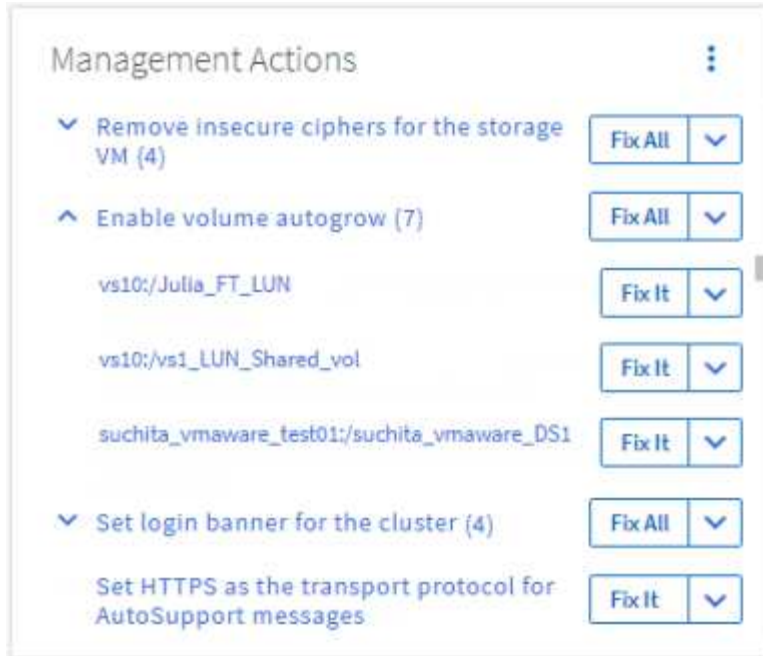 Management Actions
Remove insecure ciphers for the storage
VM (4)
Fix All
Enable volume autogrow (7)
Fix All
vs10:/Julia_FT_LUN
Fix It
vs10:/vs1_LUN_Shared_vol
Fix It
suchita_vmaware_test01:/suchita_vmaware_DS1
Fix It
Set login banner for the cluster (4)
Fix All
Set HTTPS as the transport protocol for
AutoSupport messages
Fix It